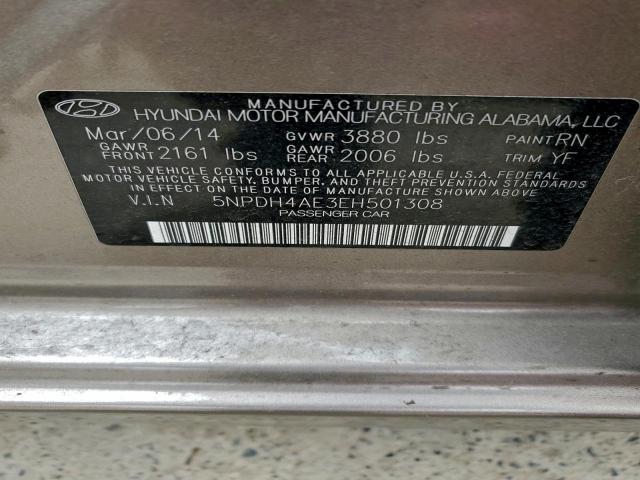 MANUFACTURED BY
HYUNDAI MOTOR MANUFACTURING ALABAMA, LLC
Mar/06/14 GVWR 3880 lbs PAINT RN
GAWR FRONT 2161 lbs GAWR REAR 2006 lbs TRIM YF
THIS VEHICLE CONFORMS TO ALL APPLICABLE U.S.A. FEDERAL
MOTOR VEHICLE SAFETY, BUMPER, AND THEFT PREVENTION
STANDARDS IN EFFECT ON THE DATE OF MANUFACTURE SHOWN ABOVE.
V.I.N 5NPDH4AE3EH501308
PASSENGER CAR